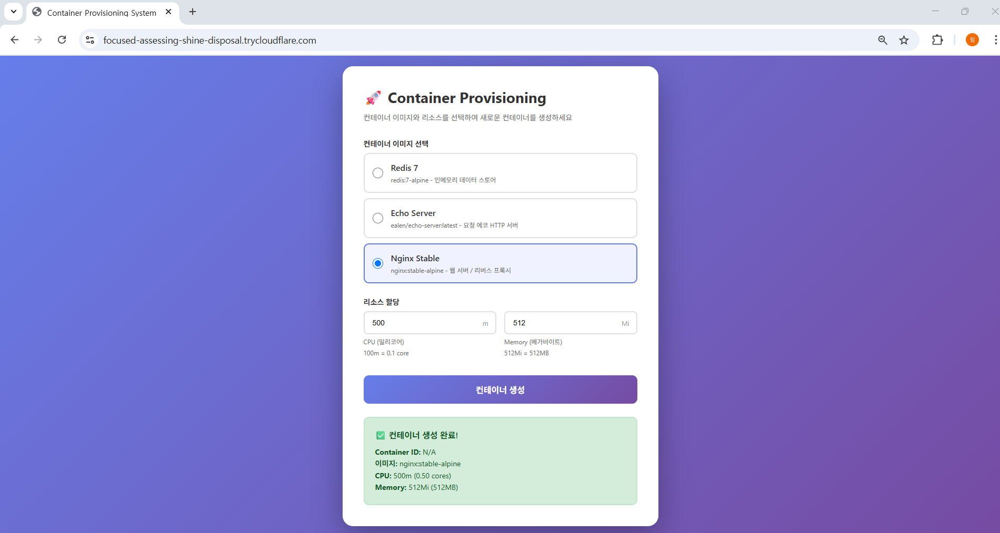 Container Provisioning System
focused-assessing-shine-disposal.trycloudflare.com
림
🚀 Container Provisioning
컨테이너 이미지와 리소스를 선택하여 새로운 컨테이너를 생성하세요
컨테이너 이미지 선택
Redis 7
redis:7-alpine - 인메모리 데이터 스토어
Echo Server
ealen/echo-server:latest - 요청 에코 HTTP 서버
Nginx Stable
nginx:stable-alpine - 웹 서버 / 리버스 프록시
리소스 할당
500 m
512 Mi
CPU (밀리코어)
100m = 0.1 core
Memory (메가바이트)
512Mi = 512MB
컨테이너 생성
✅ 컨테이너 생성 완료!
Container ID: N/A
이미지: nginx:stable-alpine
CPU: 500m (0.50 cores)
Memory: 512Mi (512MB)